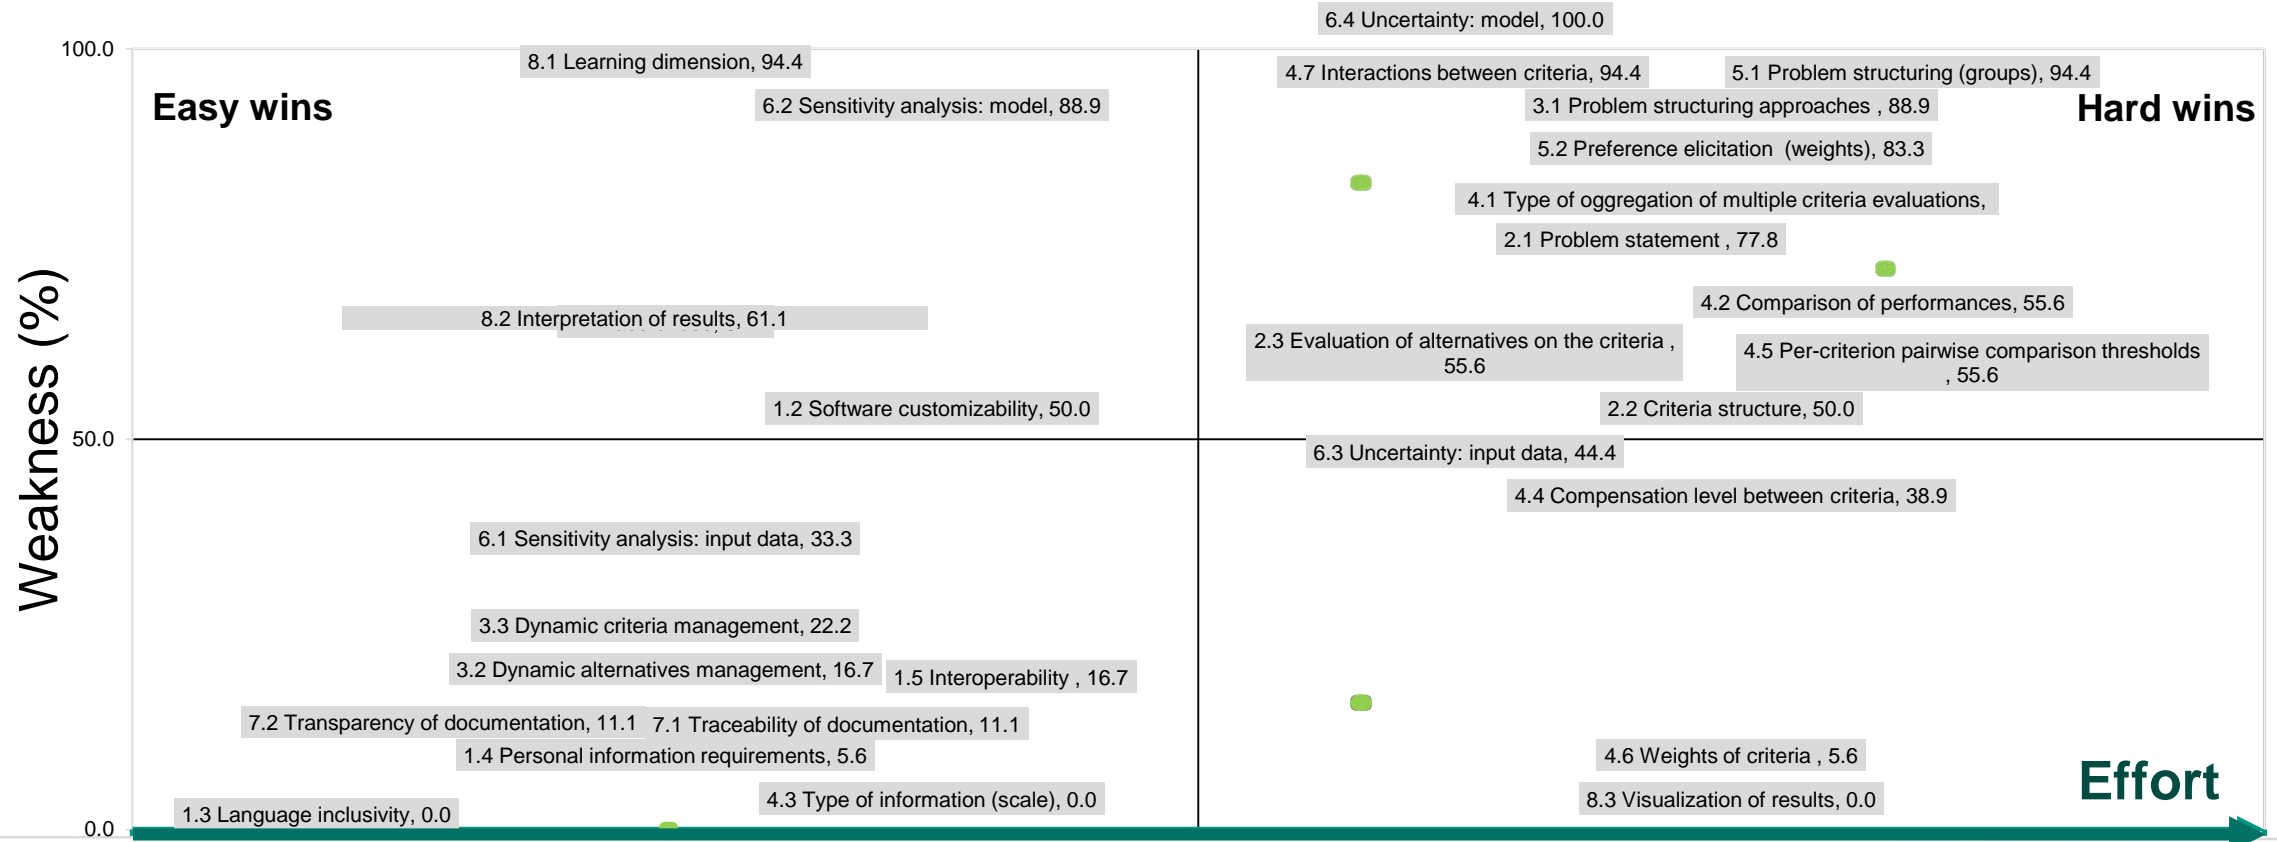 6.4 Uncertainty: model, 100.0
100.0
8.1 Learning dimension, 94.4
4.7 Interactions between criteria, 94.4
5.1 Problem structuring (groups), 94.4
Easy wins
6.2 Sensitivity analysis: model, 88.9
3.1 Problem structuring approaches , 88.9
Hard wins
5.2 Preference elicitation (weights), 83.3
4.1 Type of oggregation of multiple criteria evaluations,
2.1 Problem statement , 77.8
Weakness (%)
4.2 Comparison of performances, 55.6
8.2 Interpretation of results, 61.1
2.3 Evaluation of alternatives on the criteria ,
55.6
4.5 Per-criterion pairwise comparison thresholds
, 55.6
1.2 Software customizability, 50.0
2.2 Criteria structure, 50.0
50.0
6.3 Uncertainty: input data, 44.4
4.4 Compensation level between criteria, 38.9
6.1 Sensitivity analysis: input data, 33.3
3.3 Dynamic criteria management, 22.2
3.2 Dynamic alternatives management, 16.7
1.5 Interoperability , 16.7
7.2 Transparency of documentation, 11.1
7.1 Traceability of documentation, 11.1
1.4 Personal information requirements, 5.6
4.6 Weights of criteria , 5.6
Effort
4.3 Type of information (scale), 0.0
8.3 Visualization of results, 0.0
1.3 Language inclusivity, 0.0
0.0